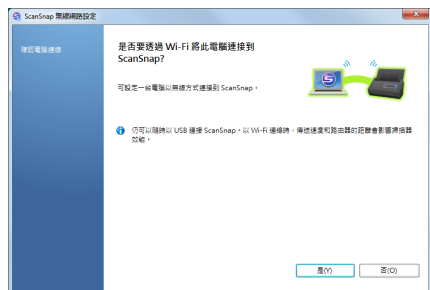 ScanSnap 無線網路設定
確認電腦連線
是否要透過 Wi-Fi 將此電腦連接到
ScanSnap?
可設定一台電腦以無線方式連接到 ScanSnap。
仍可以隨時以 USB 連接 ScanSnap。以 Wi-Fi 連線時，傳送速度和路由器的距離會影響掃描器
效能。
是(Y)
否(O)